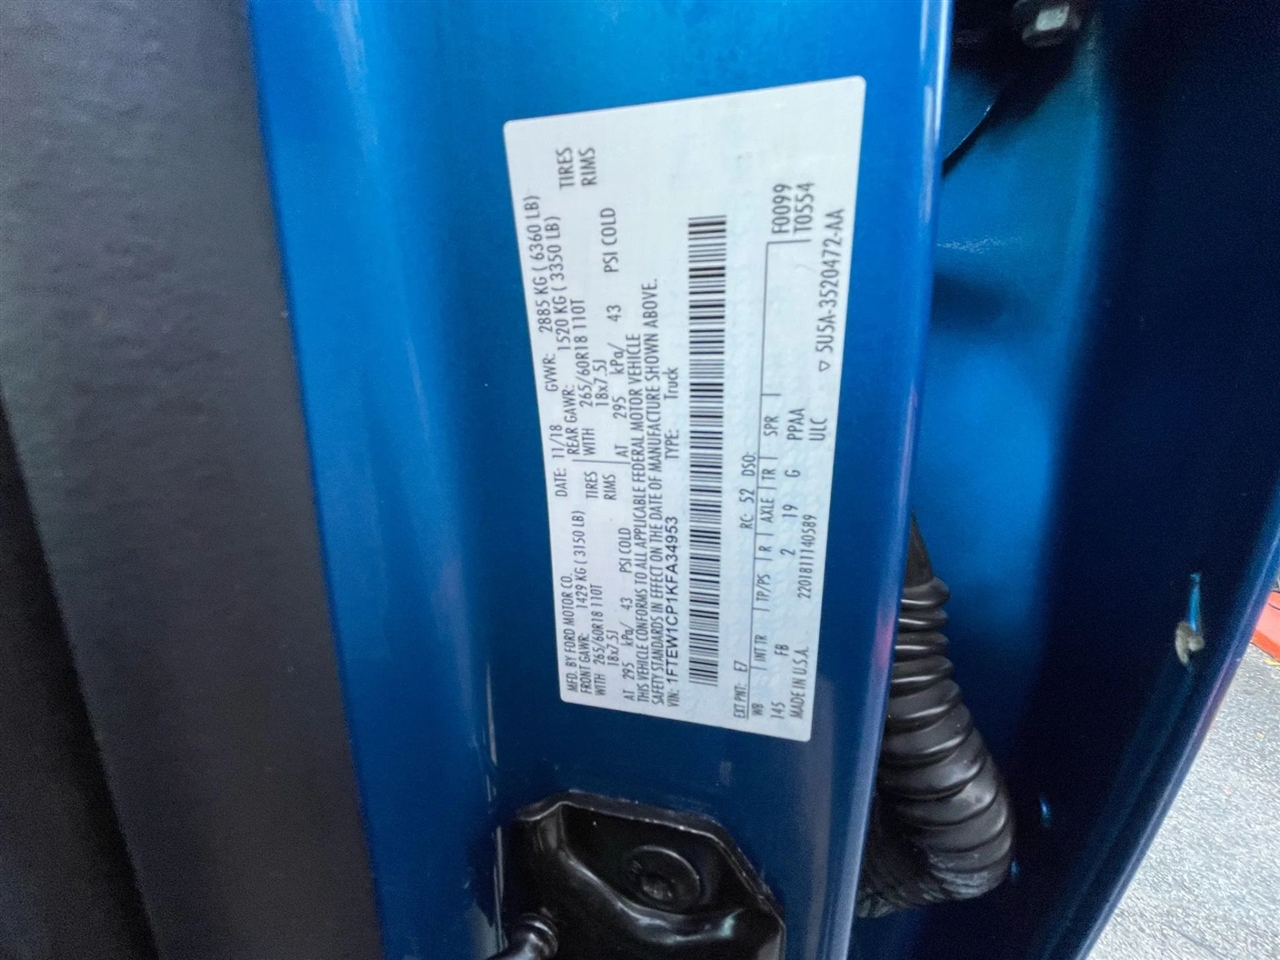 MFD. BY FORD MOTOR CO.
DATE: 11/18 GVWR: 2885 KG ( 6360 LB)
FRONT GAWR: 1429 KG ( 3150 LB)
REAR GAWR: 1520 KG ( 3350 LB)
WITH 265/60R18 110T TIRES
WITH 265/60R18 110T TIRES
18x7.5J RIMS
18x7.5J RIMS
AT 295 kPa/ 43 PSI COLD
AT 295 kPa/ 43 PSI COLD
THIS VEHICLE CONFORMS TO ALL APPLICABLE FEDERAL MOTOR VEHICLE
SAFETY STANDARDS IN EFFECT ON THE DATE OF MANUFACTURE SHOWN ABOVE.
VIN: 1FTEW1CP1KFA34953 TYPE: Truck
EXT PNT: E7 RC: 52 DSO:
WB INT TR TP/PS R AXLE TR SPR F0099
145 FB 2 19 G PPAA T0554
MADE IN U.S.A. 220181114058​9 ULC ▽ 5U5A-3520472-AA